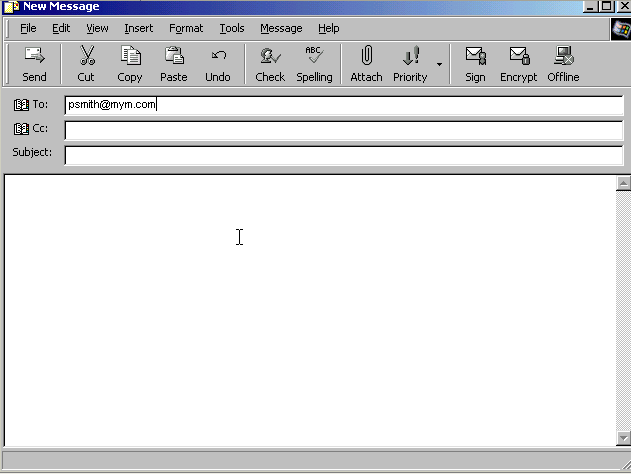 New Message
File Edit View Insert Format Tools Message Help
ABC
Send Cut Copy Paste Undo Check Spelling Attach Priority Sign Encrypt Offline
To: psmith@mym.com
Cc:
Subject: